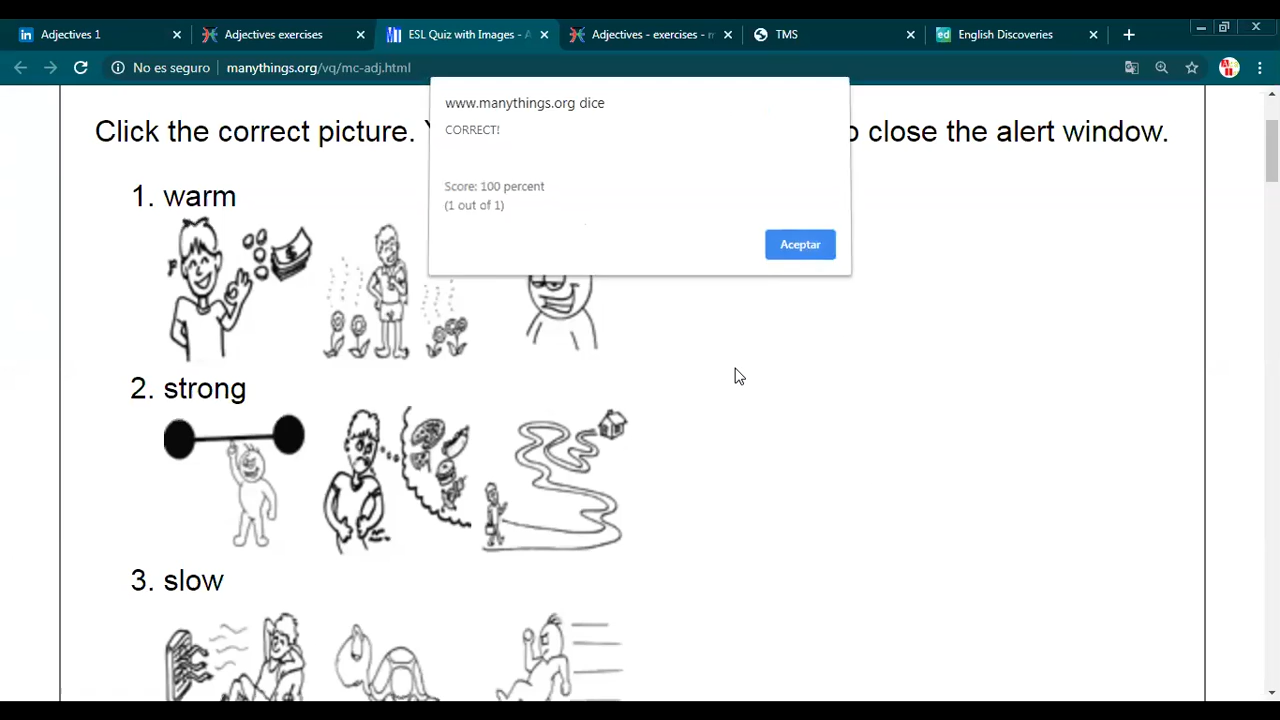 Adjectives 1
Adjectives exercises
ESL Quiz with Images - A
Adjectives - exercises - m
TMS
English Discoveries
No es seguro
manythings.org/vq/mc-adj.html
www.manythings.org dice
CORRECT!
Score: 100 percent
(1 out of 1)
Aceptar
Click the correct picture. Y
o close the alert window.
1. warm
2. strong
3. slow